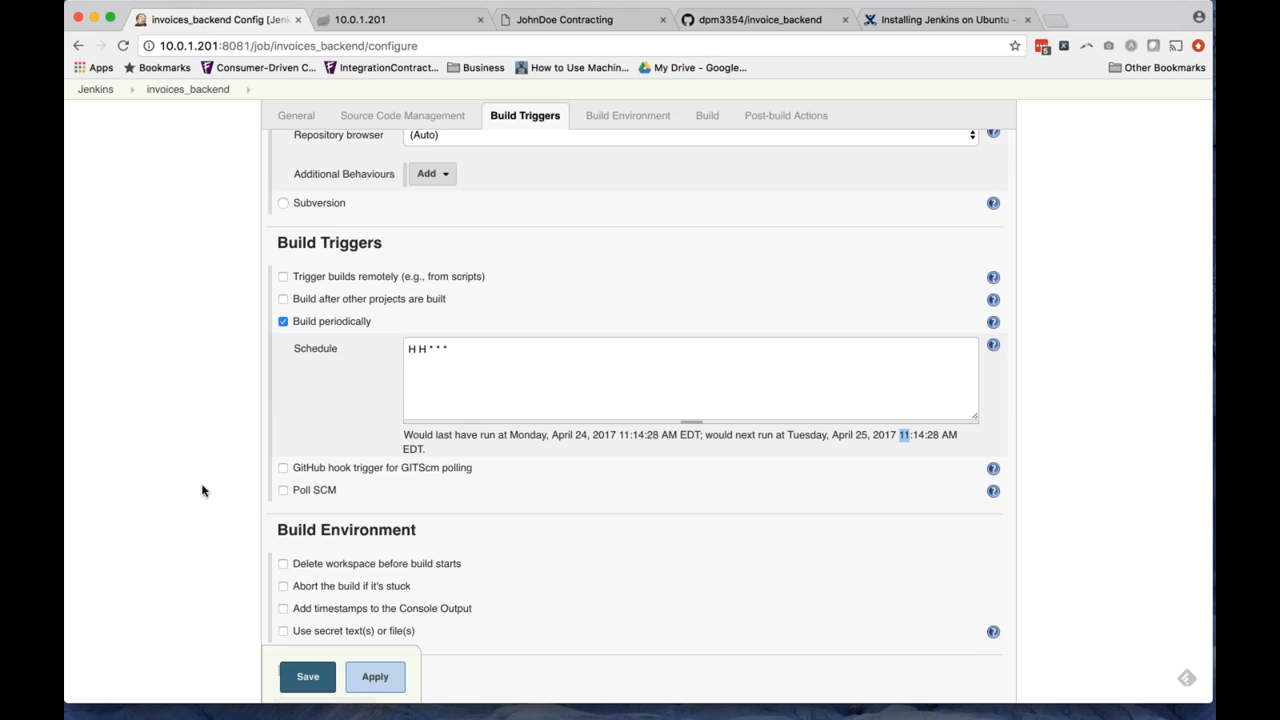 invoices_backend Config [Jenk
10.0.1.201
JohnDoe Contracting
dpm3354/invoice_backend
Installing Jenkins on Ubuntu -
10.0.1.201:8081/job/invoices_backend/configure
Apps
Bookmarks
Consumer-Driven C...
IntegrationContract...
Business
How to Use Machin...
My Drive - Google...
Other Bookmarks
Jenkins
invoices_backend
General
Source Code Management
Build Triggers
Build Environment
Build
Post-build Actions
Repository browser
(Auto)
Additional Behaviours
Add
Subversion
Build Triggers
Trigger builds remotely (e.g., from scripts)
Build after other projects are built
Build periodically
Schedule
H H * * *
Would last have run at Monday, April 24, 2017 11:14:28 AM EDT; would next run at Tuesday, April 25, 2017 11:14:28 AM
EDT.
GitHub hook trigger for GITScm polling
Poll SCM
Build Environment
Delete workspace before build starts
Abort the build if it's stuck
Add timestamps to the Console Output
Use secret text(s) or file(s)
Save
Apply